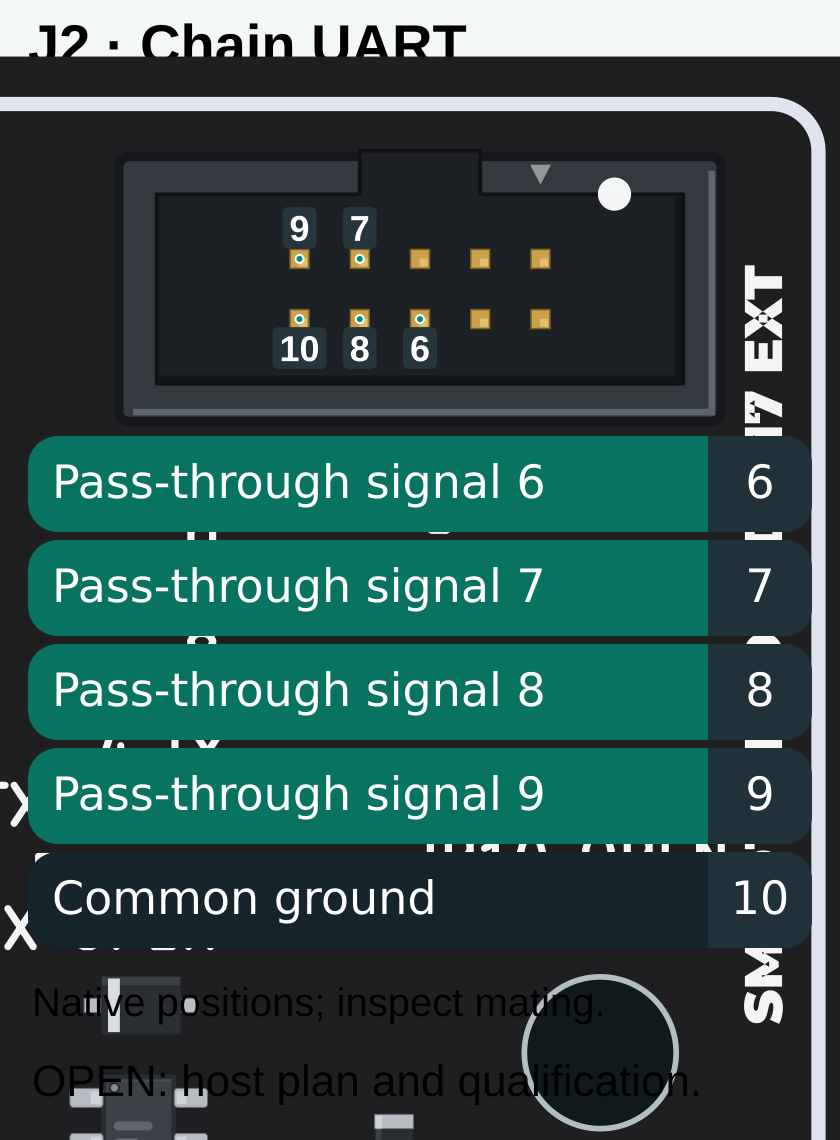 J2 · Chain UART
9 7
10 8 6
EXT
Pass-through signal 6 6
Pass-through signal 7 7
Pass-through signal 8 8
Pass-through signal 9 9
Common ground 10
Native positions; inspect mating.
OPEN: host plan and qualification.